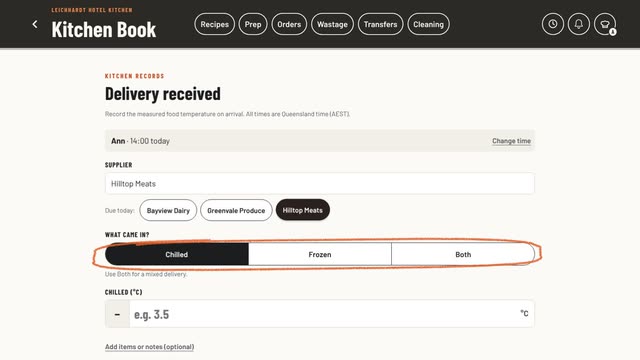 LEICHHARDT HOTEL KITCHEN
Kitchen Book
Recipes Prep Orders Wastage Transfers Cleaning
KITCHEN RECORDS
Delivery received
Record the measured food temperature on arrival. All times are Queensland time (AEST).
Ann · 14:00 today Change time
SUPPLIER
Hilltop Meats
Due today: Bayview Dairy Greenvale Produce Hilltop Meats
WHAT CAME IN?
Chilled Frozen Both
Use Both for a mixed delivery.
CHILLED (°C)
− e.g. 3.5 °C
Add items or notes (optional)